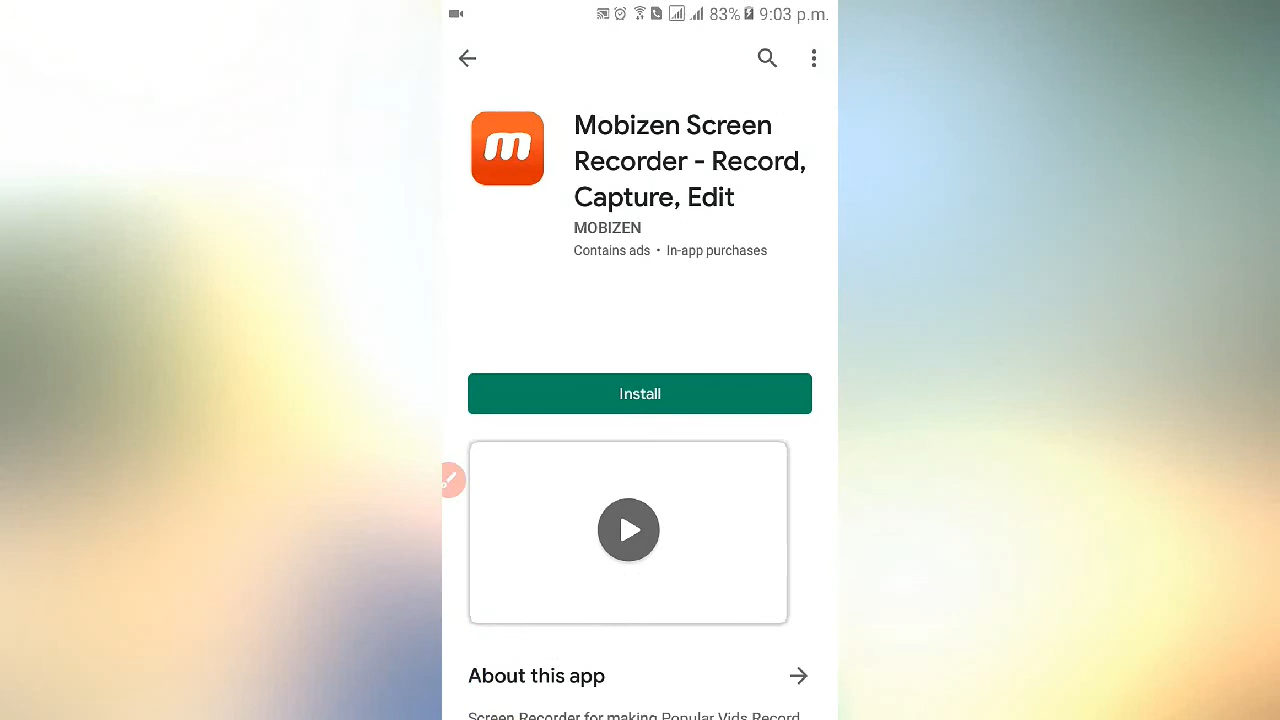 83% 9:03 p.m.
m
Mobizen Screen
Recorder - Record,
Capture, Edit
MOBIZEN
Contains ads • In-app purchases
Install
About this app
Screen Recorder for making Popular Vids Record